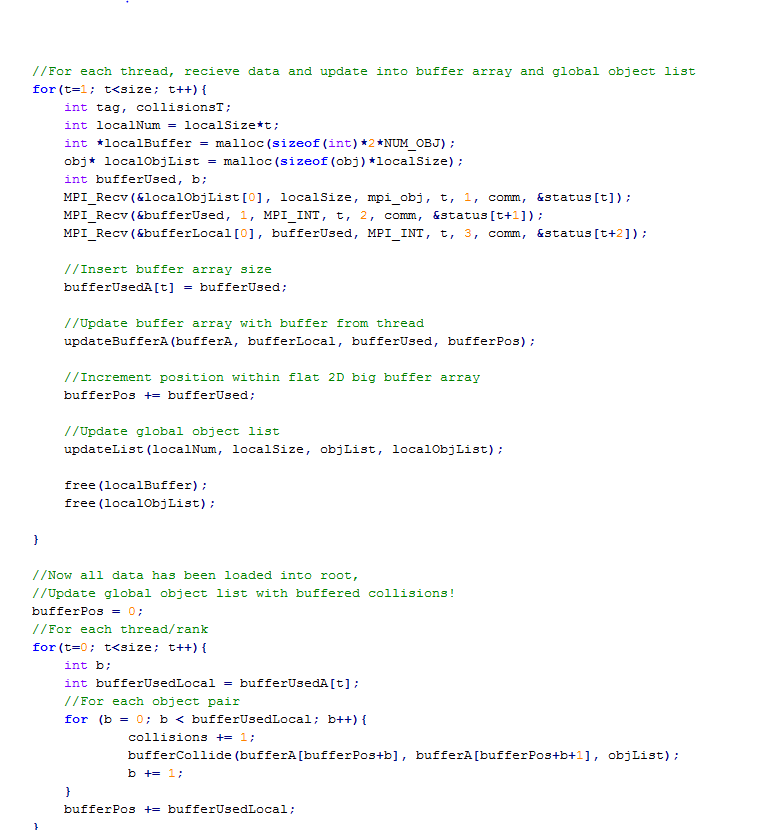 //For each thread, recieve data and update into buffer array and global object list
for(t=1; t<size; t++){
    int tag, collisionsT;
    int localNum = localSize*t;
    int *localBuffer = malloc(sizeof(int)*2*NUM_OBJ);
    obj* localObjList = malloc(sizeof(obj)*localSize);
    int bufferUsed, b;
    MPI_Recv(&localObjList[0], localSize, mpi_obj, t, 1, comm, &status[t]);
    MPI_Recv(&bufferUsed, 1, MPI_INT, t, 2, comm, &status[t+1]);
    MPI_Recv(&bufferLocal[0], bufferUsed, MPI_INT, t, 3, comm, &status[t+2]);
    //Insert buffer array size
    bufferUsedA[t] = bufferUsed;
    //Update buffer array with buffer from thread
    updateBufferA(bufferA, bufferLocal, bufferUsed, bufferPos);
    //Increment position within flat 2D big buffer array
    bufferPos += bufferUsed;
    //Update global object list
    updateList(localNum, localSize, objList, localObjList);
    free(localBuffer);
    free(localObjList);
}
//Now all data has been loaded into root,
//Update global object list with buffered collisions!
bufferPos = 0;
//For each thread/rank
for(t=0; t<size; t++){
    int b;
    int bufferUsedLocal = bufferUsedA[t];
    //For each object pair
    for (b = 0; b < bufferUsedLocal; b++){
            collisions += 1;
            bufferCollide(bufferA[bufferPos+b], bufferA[bufferPos+b+1], objList);
            b += 1;
    }
    bufferPos += bufferUsedLocal;
}